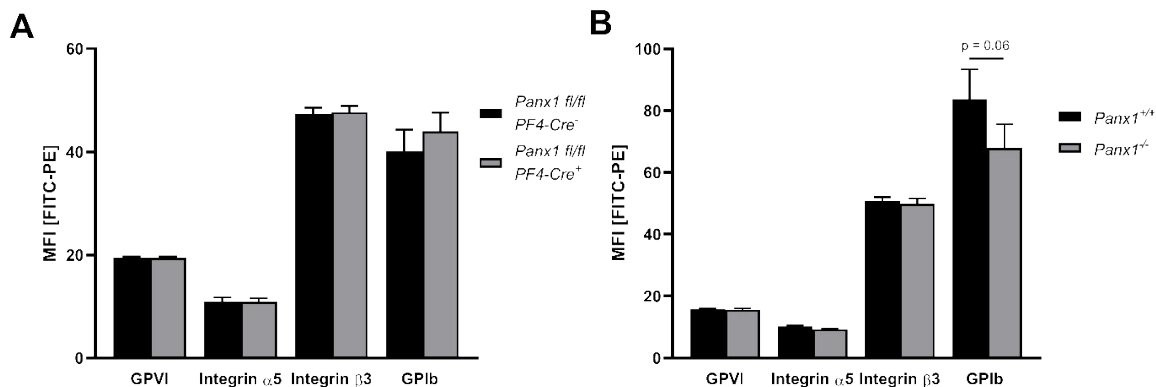 A
MFI [FITC-PE]
60
40
20
0
GPVI Integrin α5 Integrin β3 GPIb
Panx1 fl/fl
PF4-Cre⁻
Panx1 fl/fl
PF4-Cre⁺
B
MFI [FITC-PE]
100
80
60
40
20
0
p = 0.06
GPVI Integrin α5 Integrin β3 GPIb
Panx1⁺/⁺
Panx1⁻/⁻